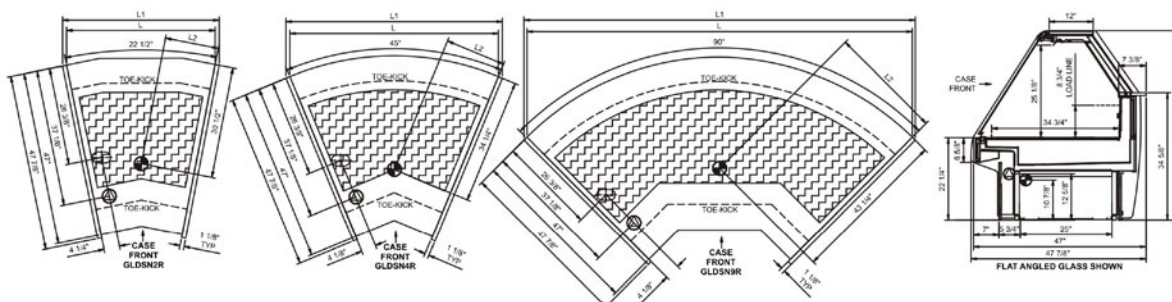 L1
L
22 1/2"
L2
TOE-KICK
26 3/8"
37 1/8"
47"
47 7/8"
30 1/2"
TOE-KICK
4 1/4"
1 1/8"
TYP
CASE
FRONT
GLDSN2R
L1
L
45"
L2
TOE-KICK
26 3/8"
37 1/8"
47"
47 7/8"
34 1/4"
TOE-KICK
4 1/8"
1 1/8"
TYP
CASE
FRONT
GLDSN4R
L1
L
90"
L2
TOE-KICK
26 3/8"
37 1/8"
47"
47 7/8"
43 1/4"
TOE-KICK
4 1/8"
1 1/8"
TYP
CASE
FRONT
GLDSN9R
12"
7 3/8"
CASE
FRONT
25 1/8"
8 3/4"
LOAD LINE
34 3/4"
6 5/8"
22 1/4"
34 5/8"
10 7/8"
12 5/8"
7"
5 3/4"
25"
47"
47 7/8"
FLAT ANGLED GLASS SHOWN